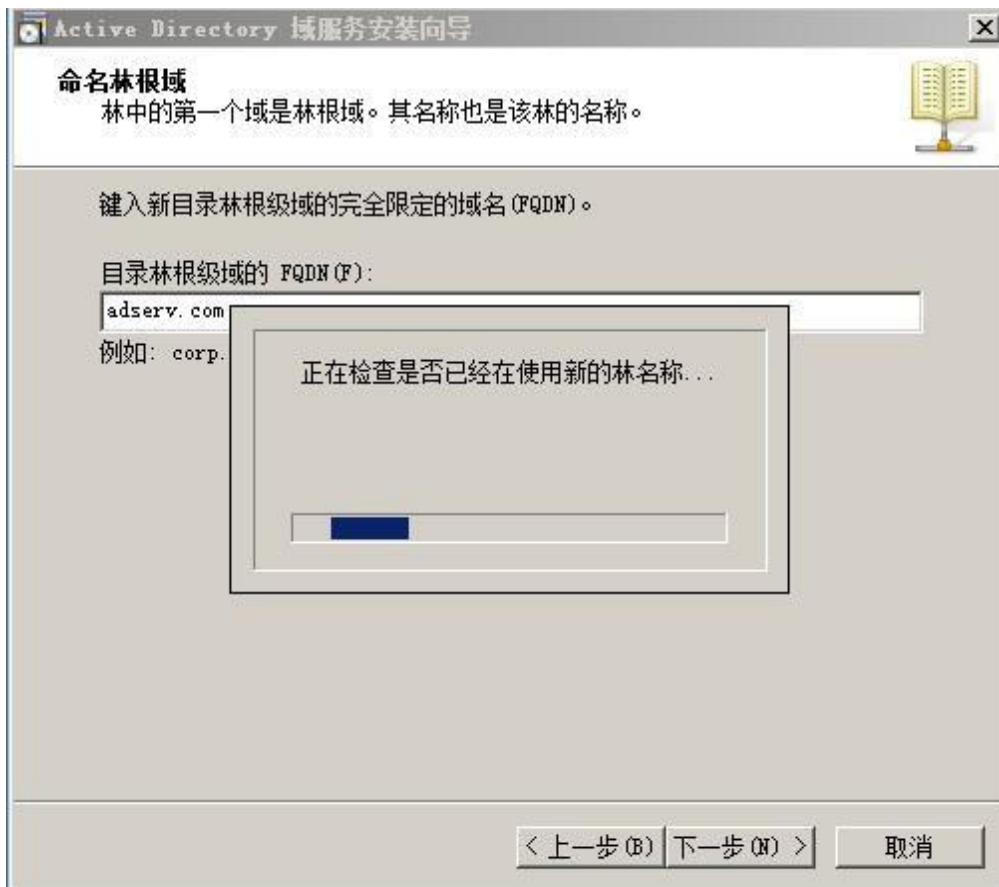 Active Directory 域服务安装向导
命名林根域
林中的第一个域是林根域。其名称也是该林的名称。
键入新目录林根级域的完全限定的域名(FQDN)。
目录林根级域的 FQDN(F):
adserv.com
例如: corp.
正在检查是否已经在使用新的林名称...
< 上一步(B)
下一步(N) >
取消